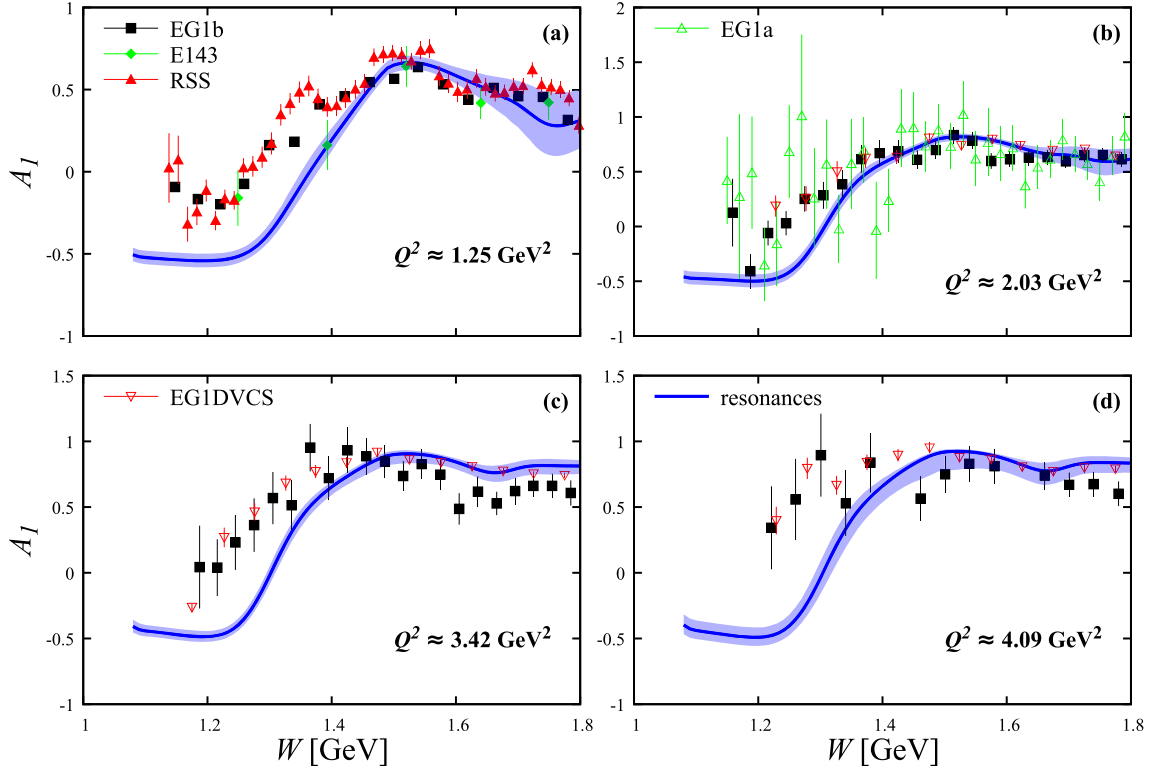 EG1b
E143
RSS
(a)
1
0.5
0
-0.5
-1
A1
Q2 ≈ 1.25 GeV2
EG1a
(b)
2
1.5
1
0.5
0
-0.5
-1
Q2 ≈ 2.03 GeV2
EG1DVCS
(c)
1.5
1
0.5
0
-0.5
-1
A1
Q2 ≈ 3.42 GeV2
1
1.2
1.4
1.6
1.8
W [GeV]
resonances
(d)
1.5
1
0.5
0
-0.5
-1
Q2 ≈ 4.09 GeV2
1
1.2
1.4
1.6
1.8
W [GeV]